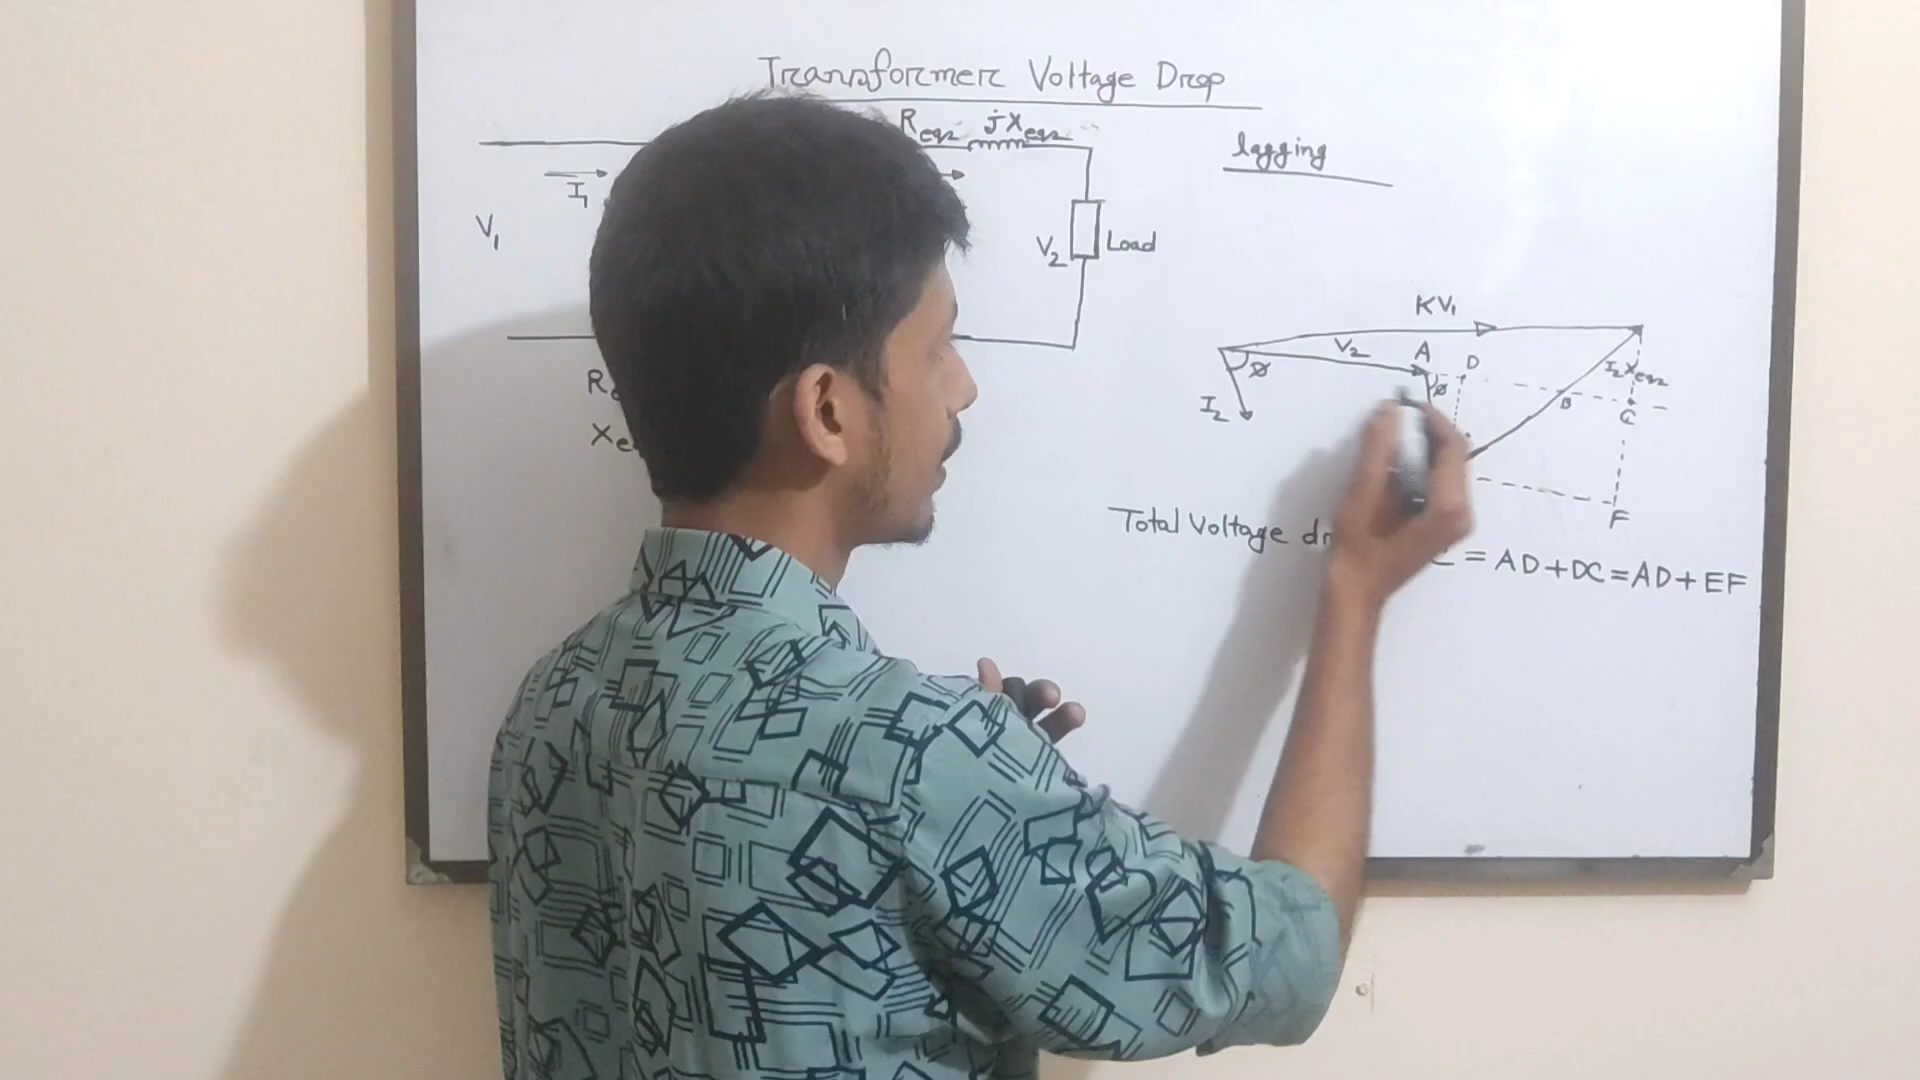 Transformer Voltage Drop
Req2 jXeq2
lagging
I1
V1
V2 Load
KV1
V2 A D
Ø Ø I2Xeq2
B C
I2
F
Total Voltage
= AD+DC=AD+EF